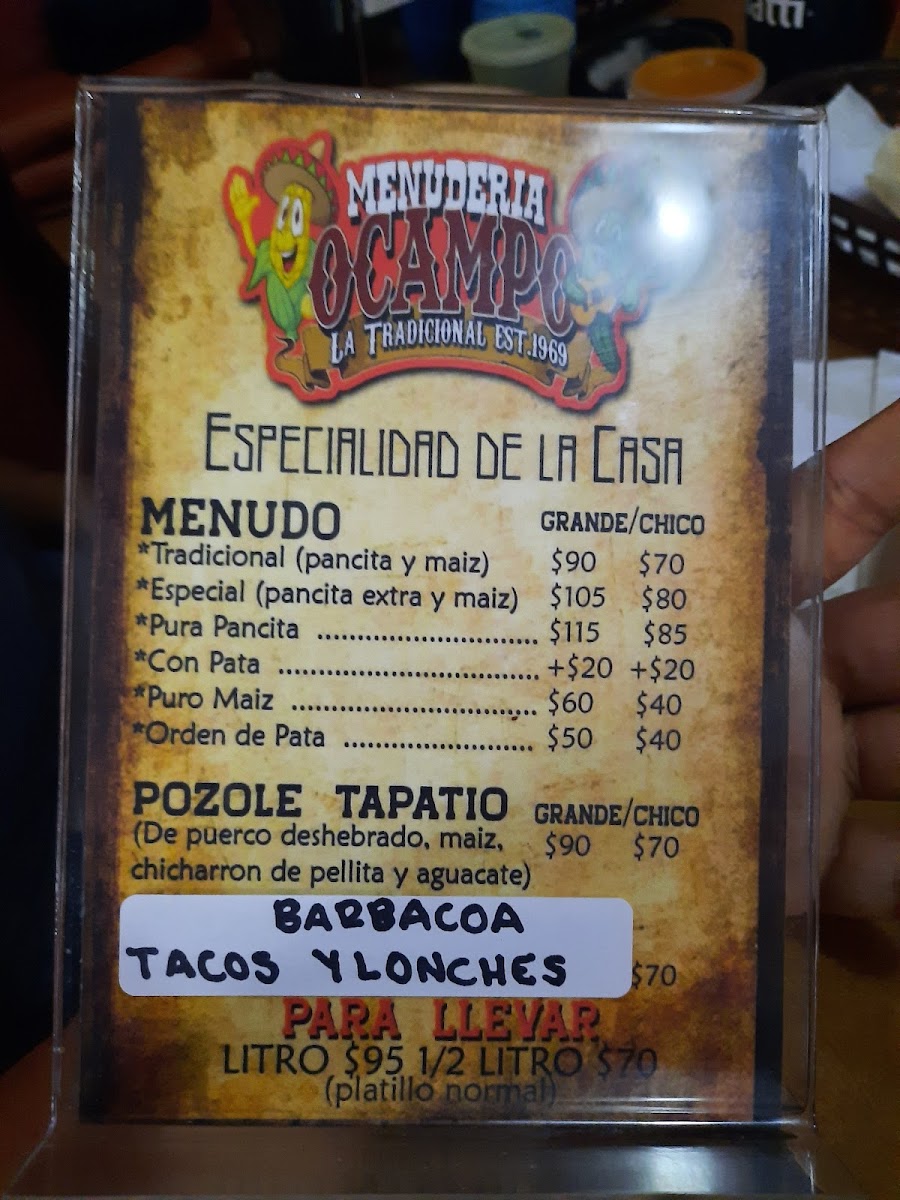 atti
MENUDERIA
OCAMPO
LA TRADICIONAL EST.1969
ESPECIALIDAD DE LA CASA
MENUDO GRANDE/CHICO
*Tradicional (pancita y maiz) $90 $70
*Especial (pancita extra y maiz) $105 $80
*Pura Pancita ............................ $115 $85
*Con Pata ................................. +$20 +$20
*Puro Maiz ............................... $60 $40
*Orden de Pata ........................ $50 $40
POZOLE TAPATIO GRANDE/CHICO
(De puerco deshebrado, maiz, $90 $70
chicharron de pellita y aguacate)
BARBACOA
TACOS Y LONCHES $70
PARA LLEVAR
LITRO $95 1/2 LITRO $70
(platillo normal)